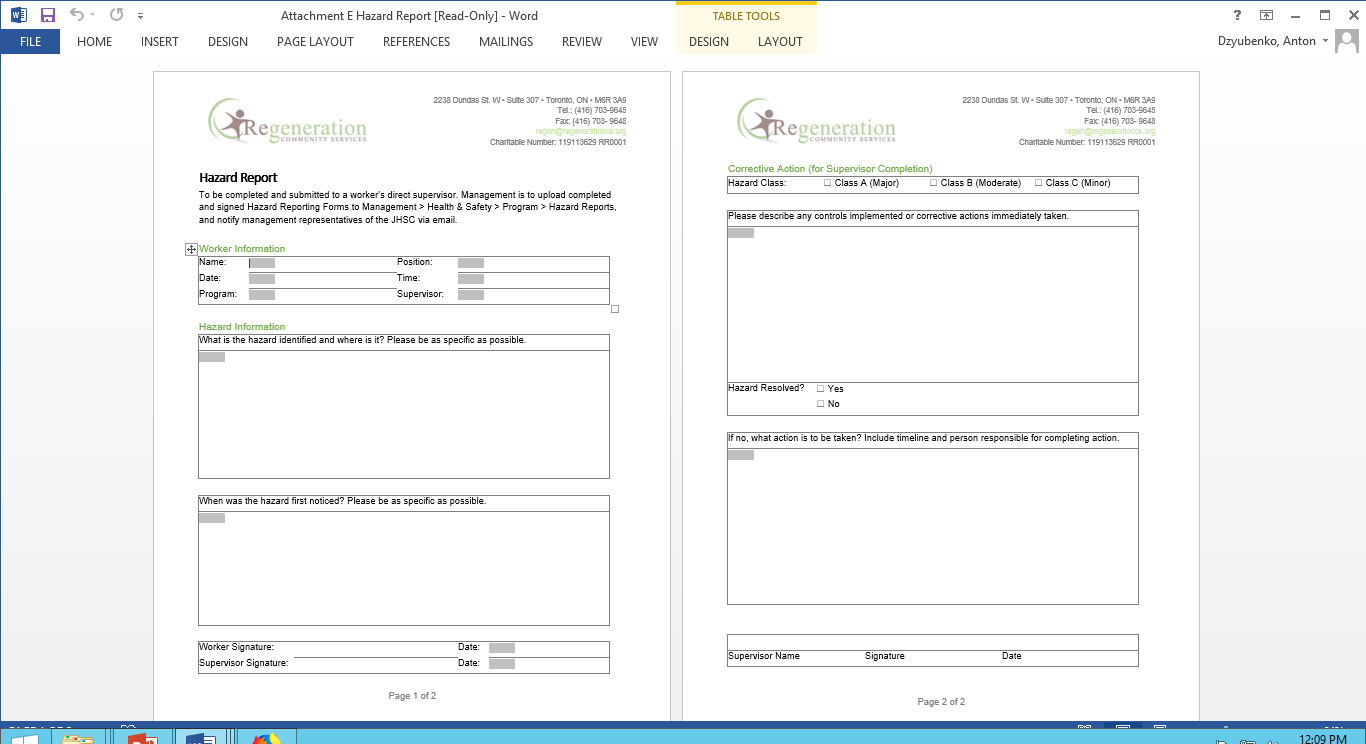 Attachment E Hazard Report [Read-Only] - Word
TABLE TOOLS
?
FILE HOME INSERT DESIGN PAGE LAYOUT REFERENCES MAILINGS REVIEW VIEW DESIGN LAYOUT
Dzyubenko, Anton
2238 Dundas St. W • Suite 307 • Toronto, ON • M6R 3A9
Tel.: (416) 703-9645
Fax: (416) 703- 9648
regen@regenerationcs.org
Charitable Number: 119113629 RR0001
Regeneration
COMMUNITY SERVICES
Hazard Report
To be completed and submitted to a worker's direct supervisor. Management is to upload completed
and signed Hazard Reporting Forms to Management > Health & Safety > Program > Hazard Reports,
and notify management representatives of the JHSC via email.
Worker Information
Name: Position:
Date: Time:
Program: Supervisor:
Hazard Information
What is the hazard identified and where is it? Please be as specific as possible.
When was the hazard first noticed? Please be as specific as possible.
Worker Signature: Date:
Supervisor Signature: Date:
Page 1 of 2
2238 Dundas St. W • Suite 307 • Toronto, ON • M6R 3A9
Tel.: (416) 703-9645
Fax: (416) 703- 9648
regen@regenerationcs.org
Charitable Number: 119113629 RR0001
Regeneration
COMMUNITY SERVICES
Corrective Action (for Supervisor Completion)
Hazard Class: ☐ Class A (Major) ☐ Class B (Moderate) ☐ Class C (Minor)
Please describe any controls implemented or corrective actions immediately taken.
Hazard Resolved? ☐ Yes
☐ No
If no, what action is to be taken? Include timeline and person responsible for completing action.
Supervisor Name Signature Date
Page 2 of 2
12:09 PM